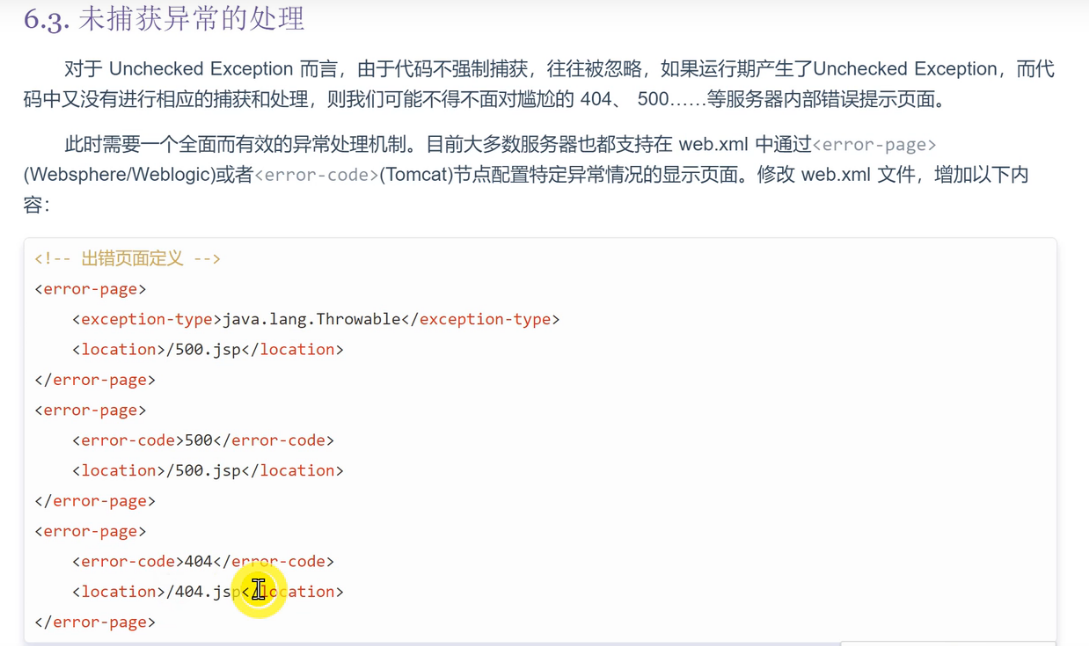 6.3. 未捕获异常的处理
对于 Unchecked Exception 而言，由于代码不强制捕获，往往被忽略，如果运行期产生了Unchecked Exception，而代
码中又没有进行相应的捕获和处理，则我们可能不得不面对尴尬的 404、 500……等服务器内部错误提示页面。
此时需要一个全面而有效的异常处理机制。目前大多数服务器也都支持在 web.xml 中通过<error-page>
(Websphere/Weblogic)或者<error-code>(Tomcat)节点配置特定异常情况的显示页面。修改 web.xml 文件，增加以下内
容：
<!-- 出错页面定义 -->
<error-page>
    <exception-type>java.lang.Throwable</exception-type>
    <location>/500.jsp</location>
</error-page>
<error-page>
    <error-code>500</error-code>
    <location>/500.jsp</location>
</error-page>
<error-page>
    <error-code>404</error-code>
    <location>/404.jsp</location>
</error-page>